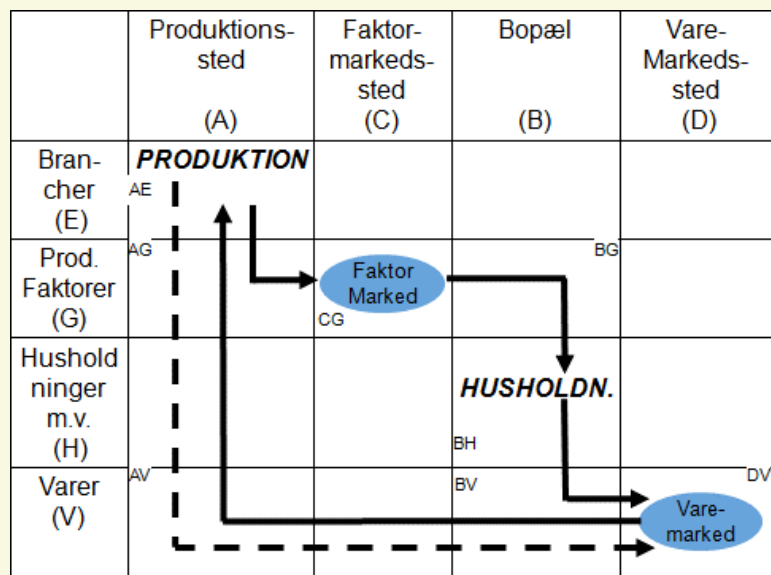 Produktions-
sted
(A)
Faktor-
markeds-
sted
(C)
Bopæl
(B)
Vare-
Markeds-
sted
(D)
Bran-
cher
(E)
PRODUKTION
AE
Prod.
Faktorer
(G)
AG
Faktor
Marked
CG
BG
Hushold
ninger
m.v.
(H)
HUSHOLDN.
BH
Varer
(V)
AV
BV
DV
Vare-
marked